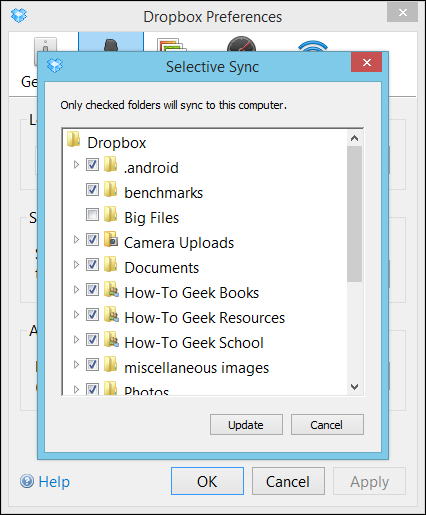 Dropbox Preferences
Selective Sync
Ge
Only checked folders will sync to this computer.
Dropbox
.android
benchmarks
Big Files
Camera Uploads
Documents
How-To Geek Books
How-To Geek Resources
How-To Geek School
miscellaneous images
Photos
Update
Cancel
Help
OK
Cancel
Apply